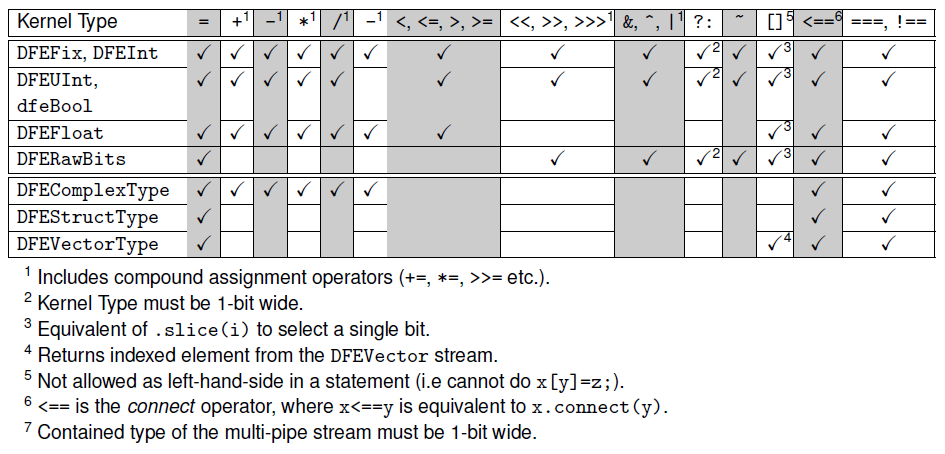 Kernel Type = +1 −1 *1 /1 −1 <, <=, >, >= <<, >>, >>>1 &, ^, |1 ?: ~ []5 <==6 ===, !==
DFEFix, DFEInt ✓ ✓ ✓ ✓ ✓ ✓ ✓ ✓ ✓ ✓2 ✓ ✓3 ✓ ✓
DFEUInt, ✓ ✓ ✓ ✓ ✓ ✓ ✓ ✓ ✓2 ✓ ✓3 ✓ ✓
dfeBool
DFEFloat ✓ ✓ ✓ ✓ ✓ ✓ ✓ ✓3 ✓ ✓
DFERawBits ✓ ✓ ✓ ✓2 ✓ ✓3 ✓ ✓
DFEComplexType ✓ ✓ ✓ ✓ ✓ ✓ ✓ ✓
DFEStructType ✓ ✓ ✓
DFEVectorType ✓ ✓4 ✓ ✓
1 Includes compound assignment operators (+=, *=, >>= etc.).
2 Kernel Type must be 1-bit wide.
3 Equivalent of .slice(i) to select a single bit.
4 Returns indexed element from the DFEVector stream.
5 Not allowed as left-hand-side in a statement (i.e cannot do x[y]=z;).
6 <== is the connect operator, where x<==y is equivalent to x.connect(y).
7 Contained type of the multi-pipe stream must be 1-bit wide.